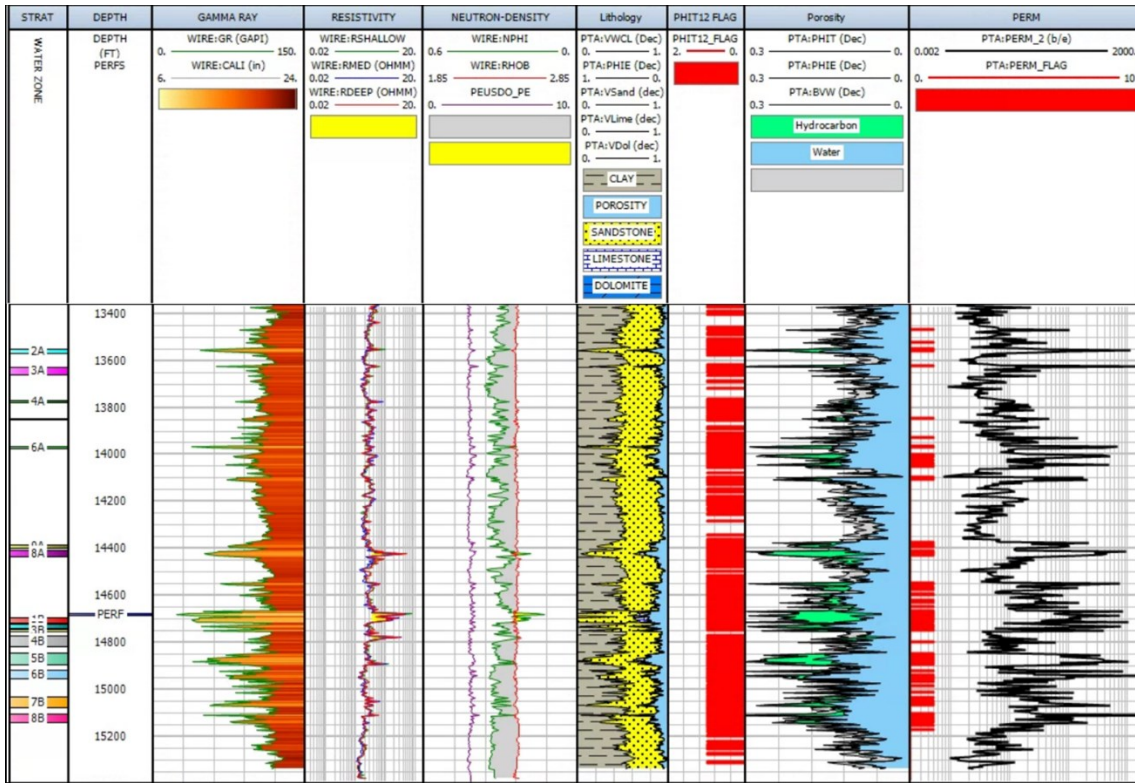 STRAT DEPTH GAMMA RAY RESISTIVITY NEUTRON-DENSITY Lithology PHIT12 FLAG Porosity PERM
WATER ZONE
DEPTH
(FT)
PERFS
WIRE:GR (GAPI)
0. 150.
WIRE:CALI (in)
6. 24.
WIRE:RSHALLOW
0.02 20.
WIRE:RMED (OHMM)
0.02 20.
WIRE:RDEEP (OHMM)
0.02 20.
WIRE:NPHI
0.6 0.
WIRE:RHOB
1.85 2.85
PEUSDO_PE
0. 10.
PTA:VWCL (Dec)
0. 1.
PTA:PHIE (Dec)
1. 0.
PTA:VSand (dec)
0. 1.
PTA:VLime (dec)
0. 1.
PTA:VDol (dec)
0. 1.
CLAY
POROSITY
SANDSTONE
LIMESTONE
DOLOMITE
PHIT12_FLAG
2. 0.
PTA:PHIT (Dec)
0.3 0.
PTA:PHIE (Dec)
0.3 0.
PTA:BVW (Dec)
0.3 0.
Hydrocarbon
Water
PTA:PERM_2 (b/e)
0.002 2000.
PTA:PERM_FLAG
0. 10
13400
2A
13600
3A
4A
13800
6A
14000
14200
14400
8A
14600
PERF
3B
4B
14800
5B
6B
15000
7B
8B
15200